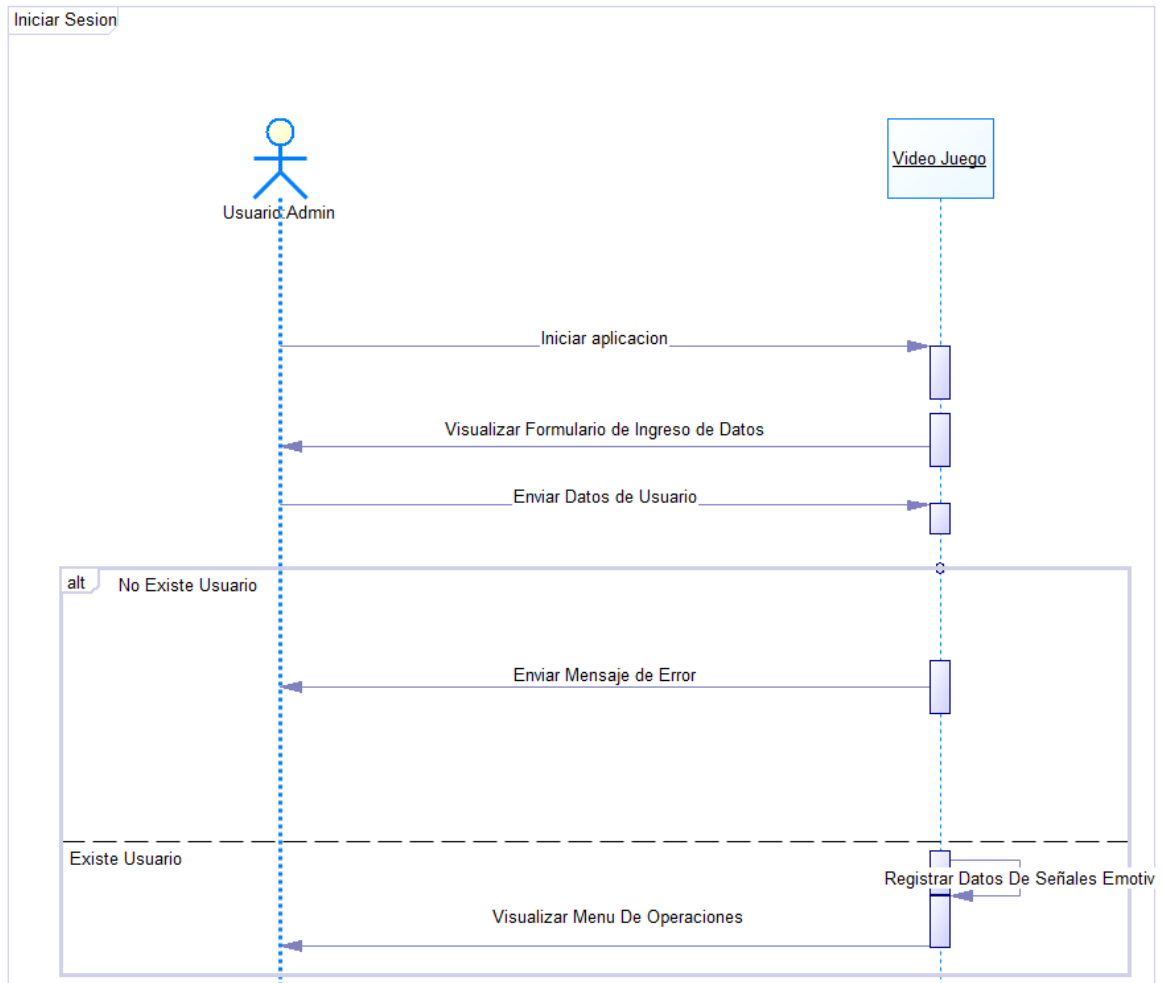 Iniciar Sesion
Video Juego
Usuario:Admin
Iniciar aplicacion
Visualizar Formulario de Ingreso de Datos
Enviar Datos de Usuario
alt
No Existe Usuario
Enviar Mensaje de Error
Existe Usuario
Registrar Datos De Señales Emotiv
Visualizar Menu De Operaciones